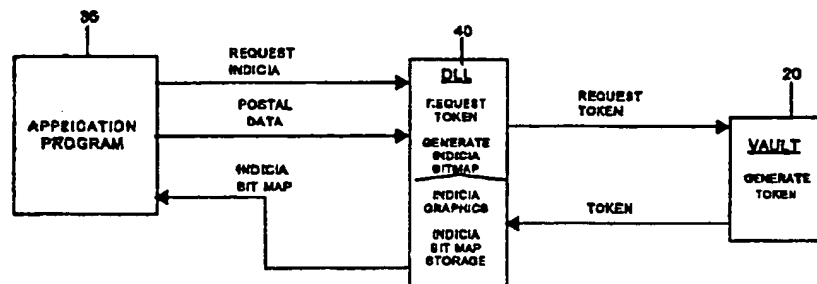 36
APPLICATION
PROGRAM
REQUEST
INDICIA
POSTAL
DATA
INDICIA
BIT MAP
40
DLL
REQUEST
TOKEN
GENERATE
INDICIA
BITMAP
INDICIA
GRAPHICS
INDICIA
BIT MAP
STORAGE
REQUEST
TOKEN
TOKEN
20
VAULT
GENERATE
TOKEN